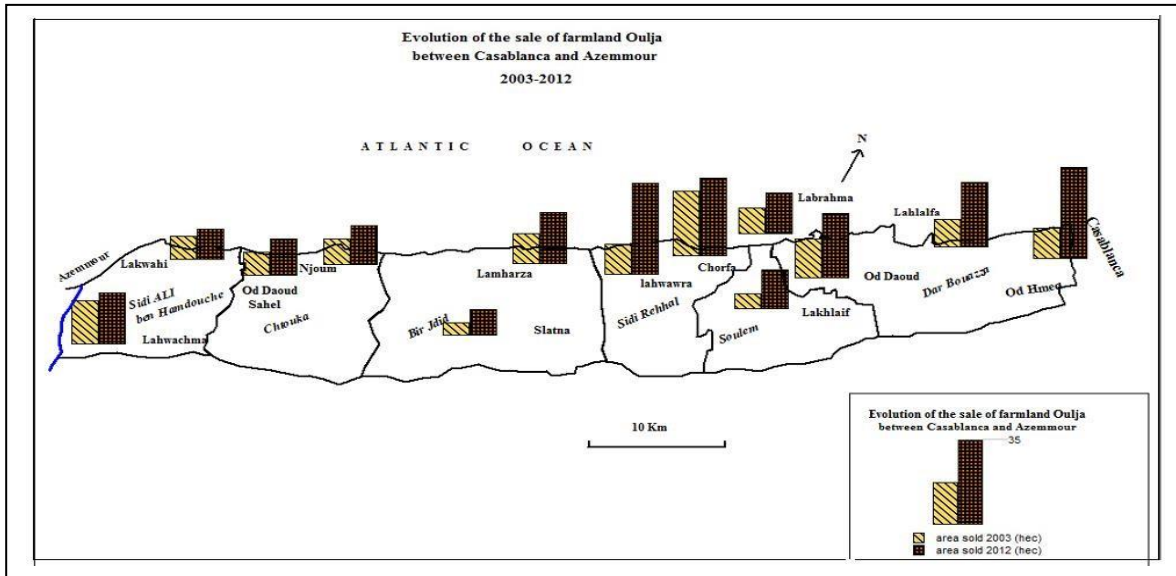 Evolution of the sale of farmland Oulja
between Casablanca and Azemmour
2003-2012
ATLANTIC OCEAN
N
Labrahma
Lahlalfa
Casablanca
Azemmour
Lakwahi
Njoum
Lamharza
lahwawra
Chorfa
Od Daoud
Dar Bouazza
Od Hmeq
Sidi ALI
ben Hamdouche
Od Daoud
Sahel
Chtouka
Bir Jdid
Slatna
Sidi Rehhal
Soulem
Lakhlaif
Lahwachma
10 Km
Evolution of the sale of farmland Oulja
between Casablanca and Azemmour
35
area sold 2003 (hec)
area sold 2012 (hec)